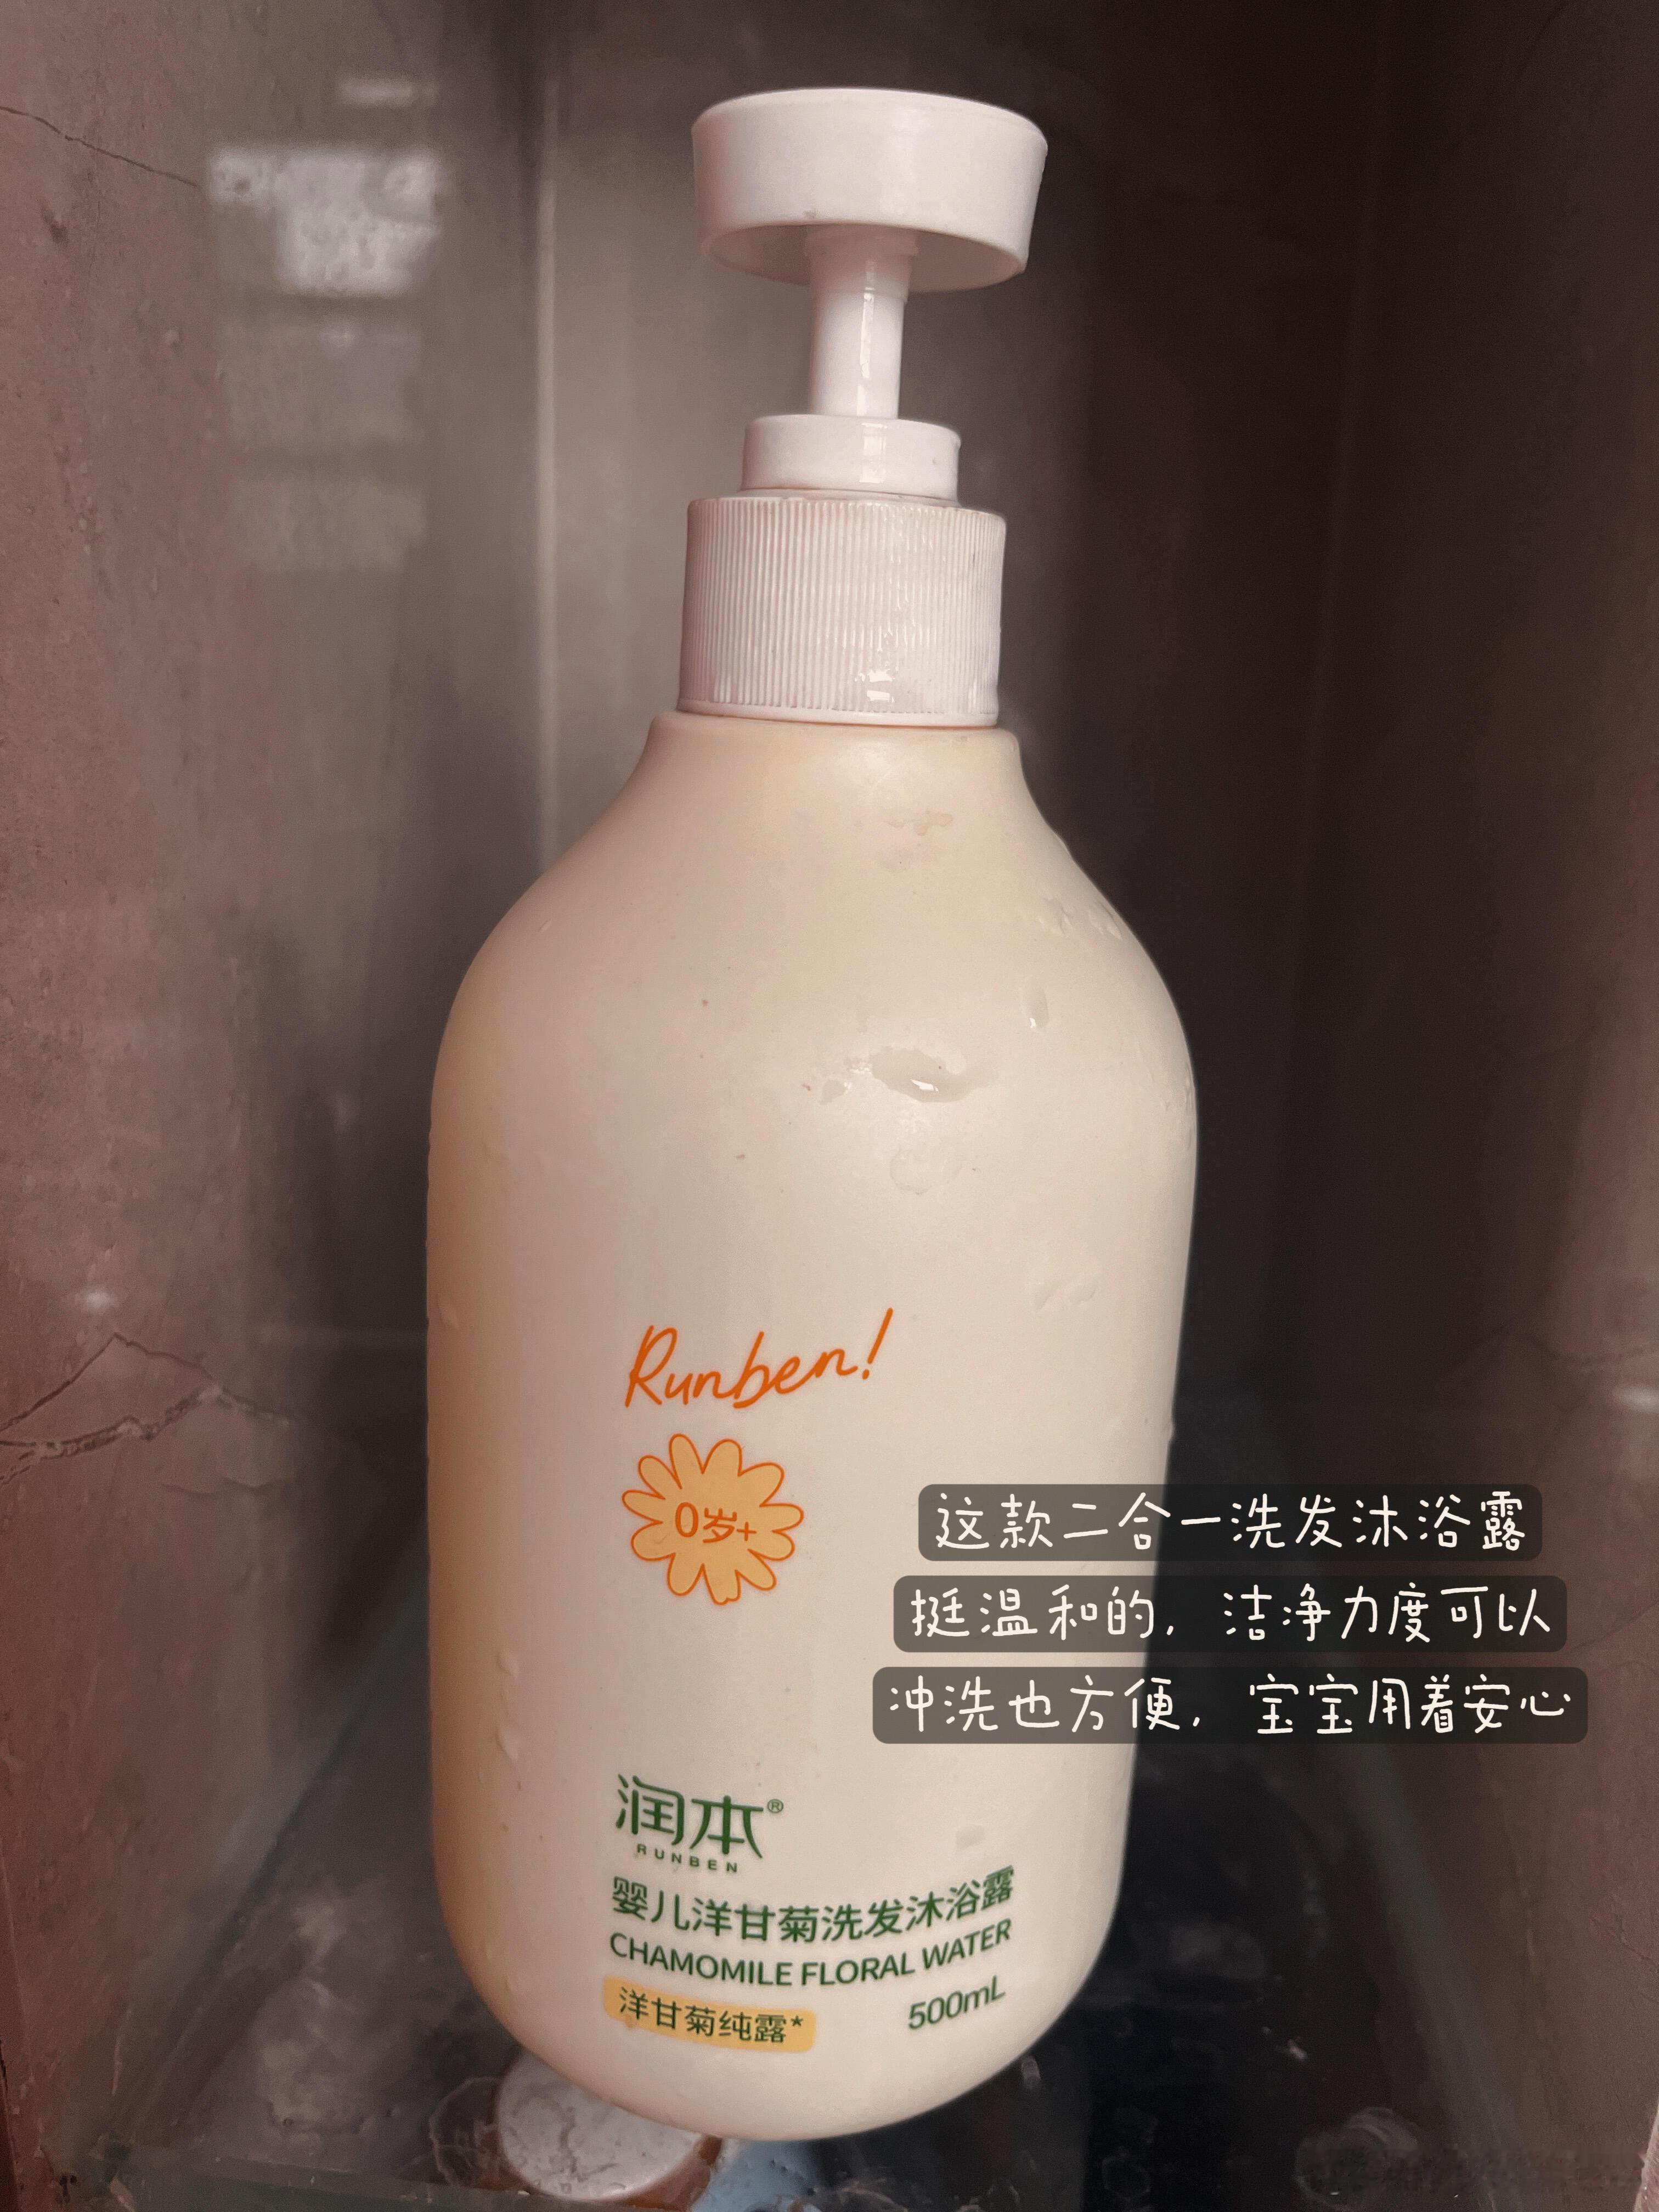 Runben!
0岁+
这款二合一洗发沐浴露
挺温和的，洁净力度可以
冲洗也方便，宝宝用着安心
润本®
RUNBEN
婴儿洋甘菊洗发沐浴露
CHAMOMILE FLORAL WATER
洋甘菊纯露*
500mL